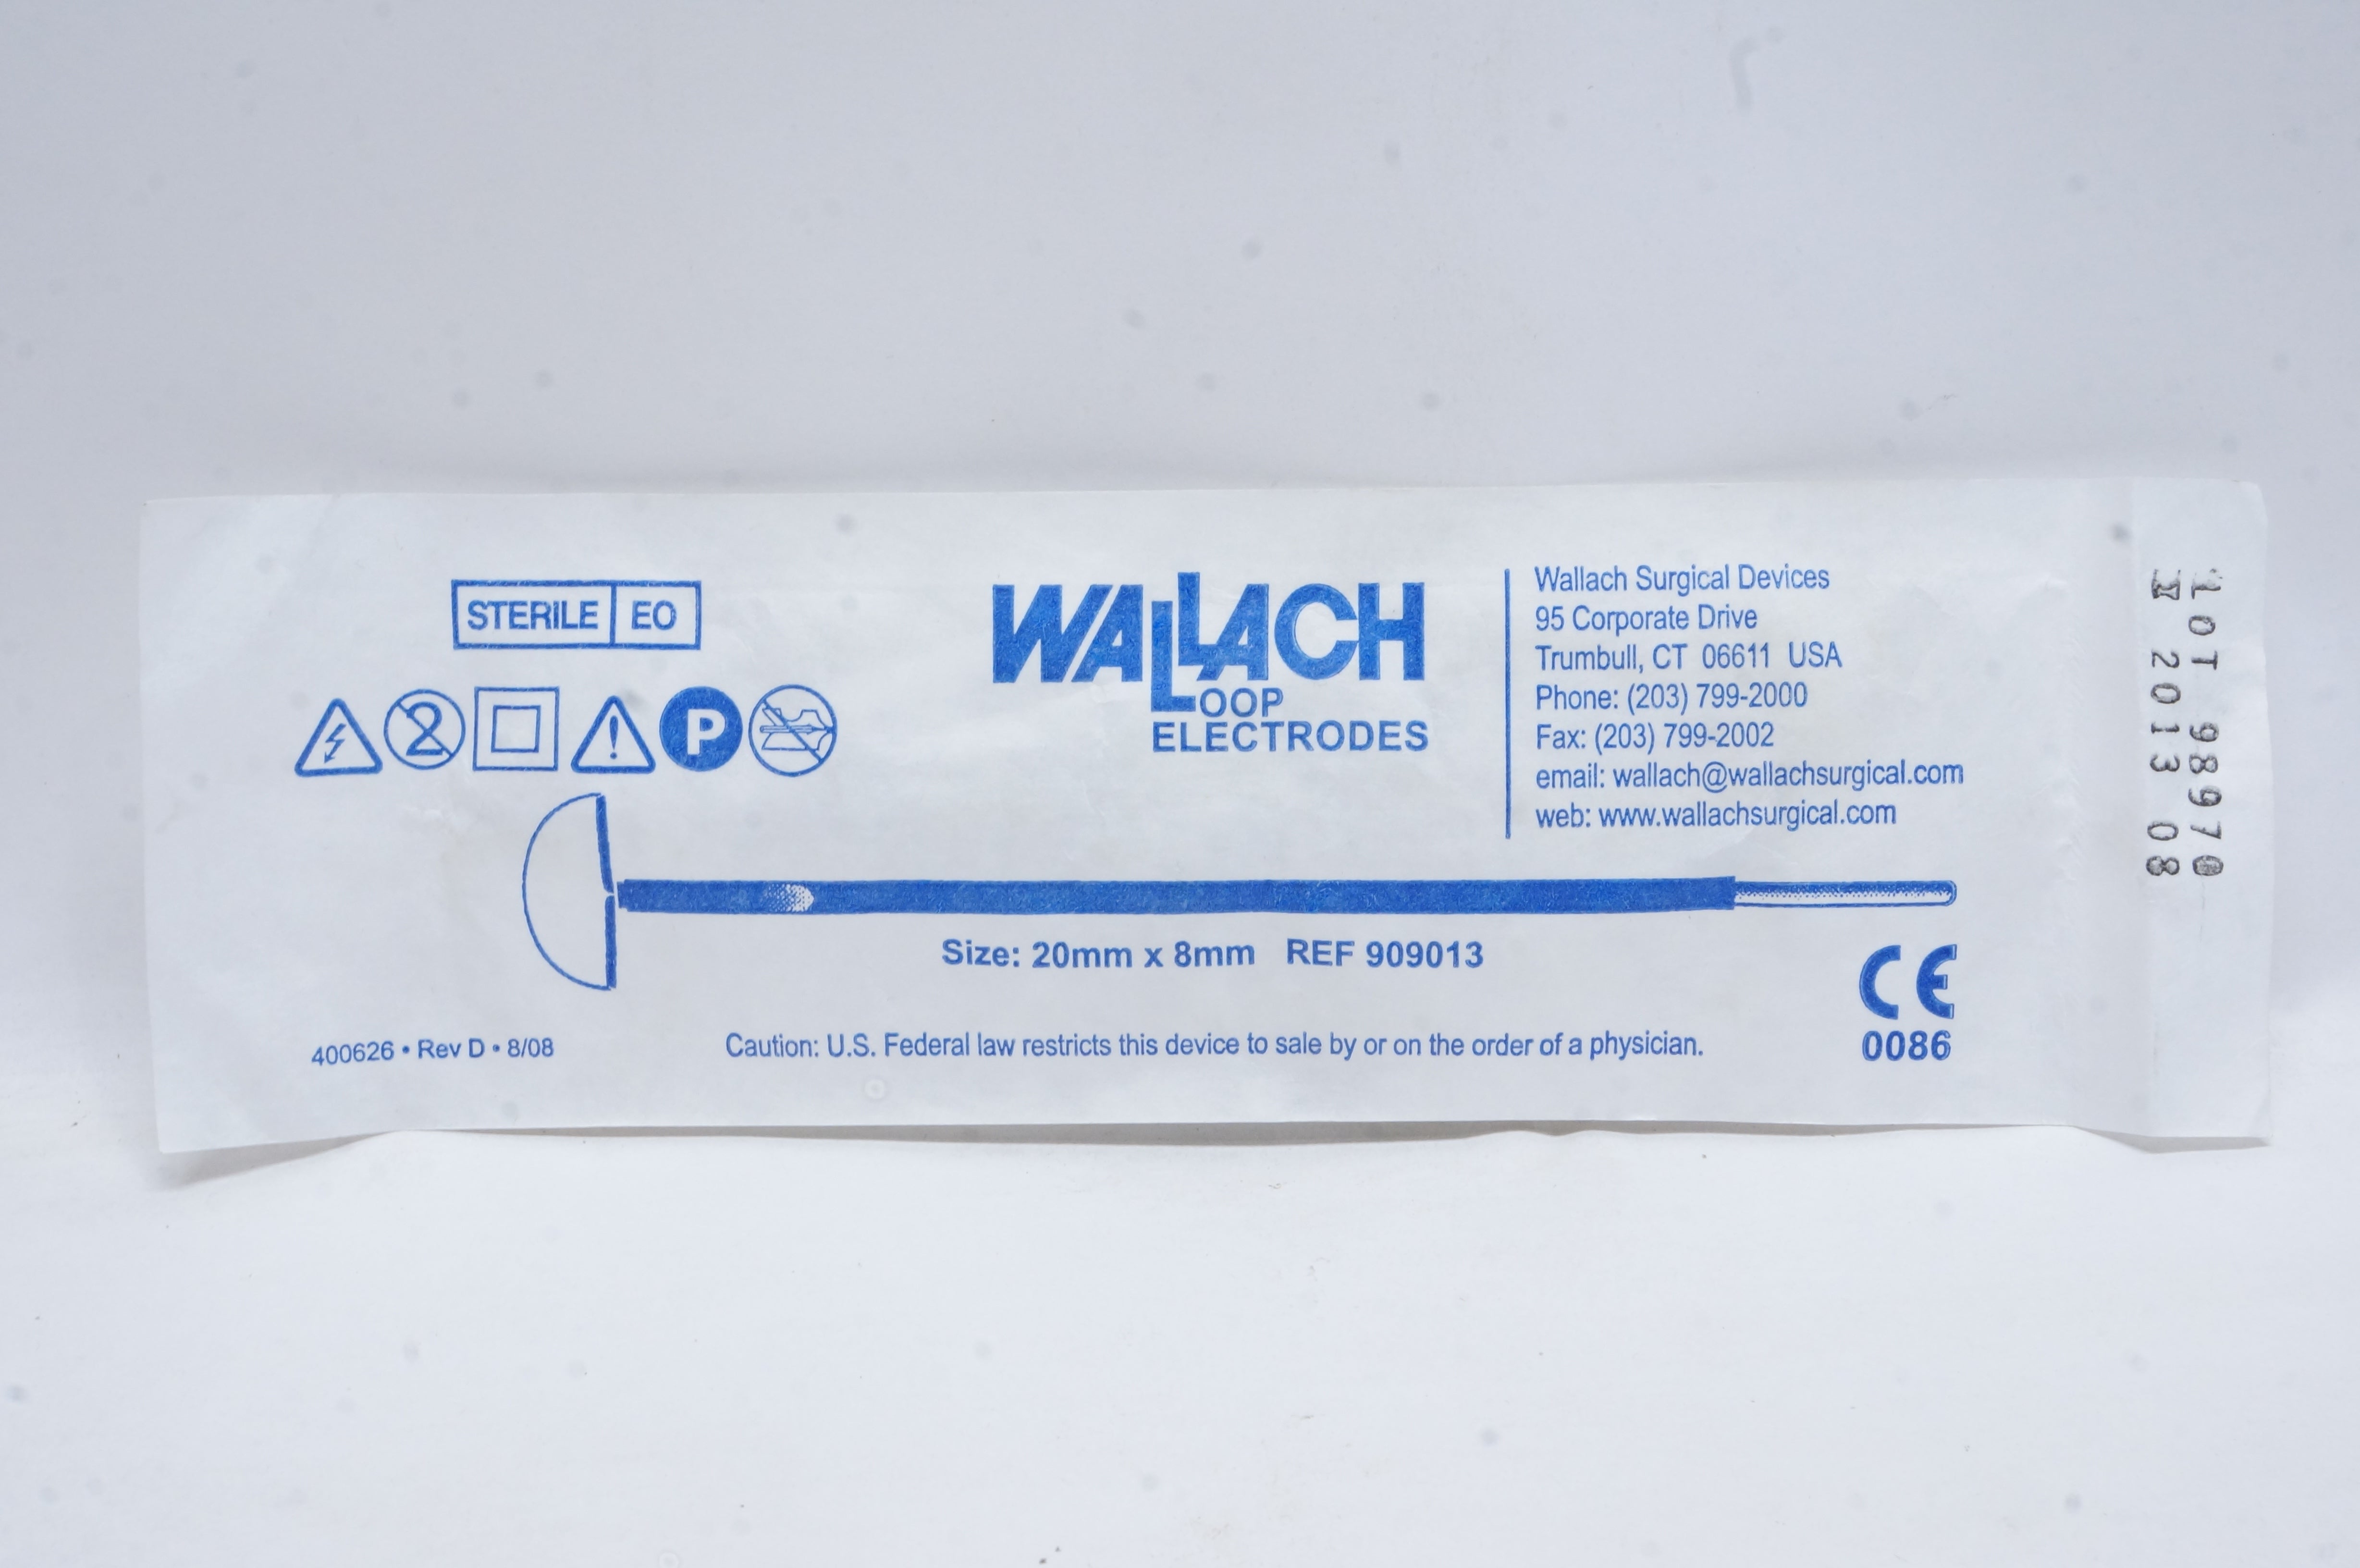 STERILE EO
P
WALLACH
LOOP
ELECTRODES
Wallach Surgical Devices
95 Corporate Drive
Trumbull, CT 06611 USA
Phone: (203) 799-2000
Fax: (203) 799-2002
email: wallach@wallachsurgical.com
web: www.wallachsurgical.com
Size: 20mm x 8mm REF 909013
CE
0086
400626 • Rev D • 8/08
Caution: U.S. Federal law restricts this device to sale by or on the order of a physician.
98970
2013 08